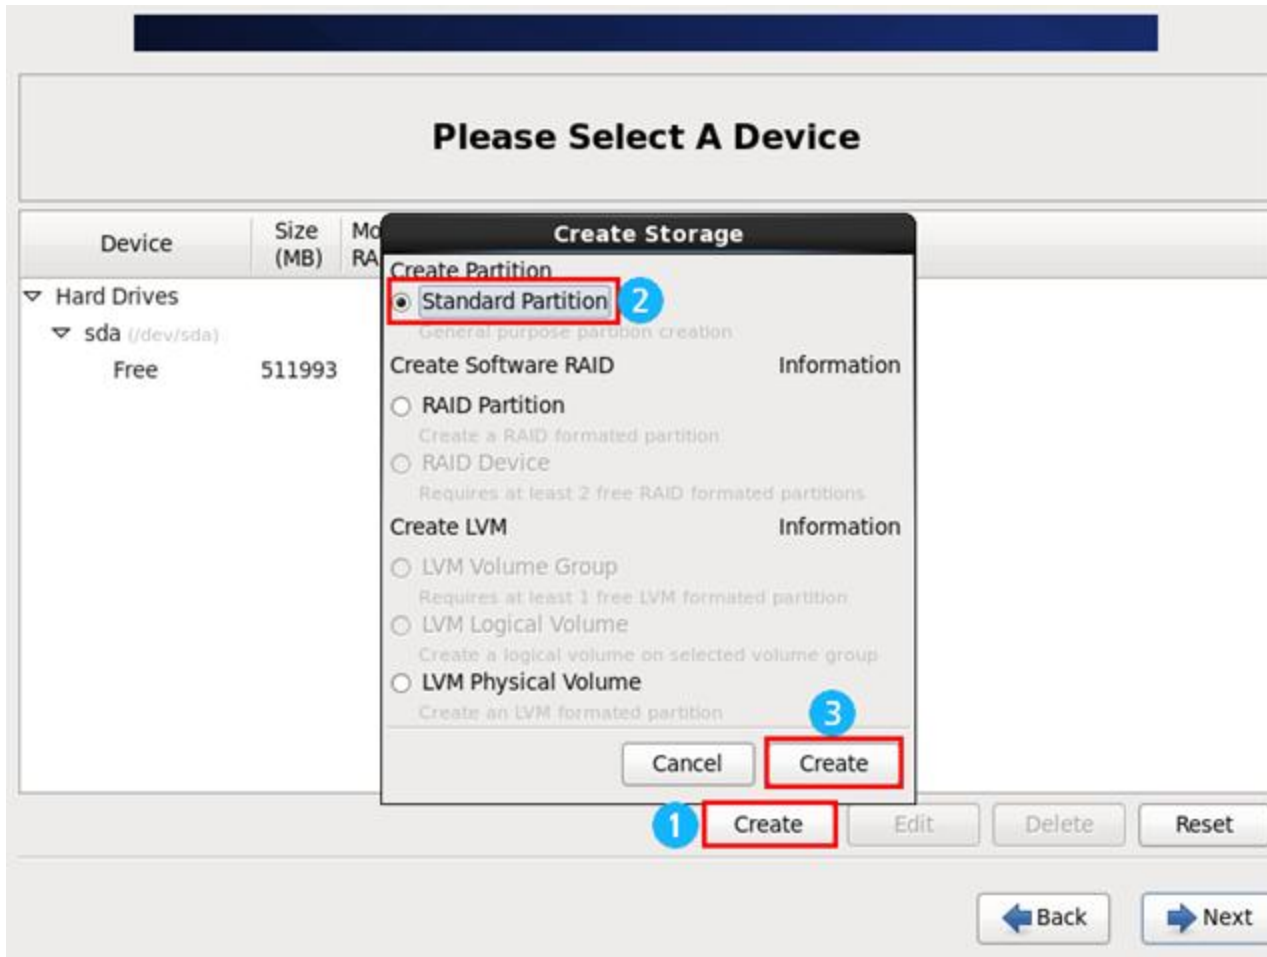 Please Select A Device
Device
Size
(MB)
Mo
RA
Hard Drives
sda (/dev/sda)
Free 511993
Create Storage
Create Partition
Standard Partition 2
General purpose partition creation
Create Software RAID Information
RAID Partition
Create a RAID formated partition
RAID Device
Requires at least 2 free RAID formated partitions
Create LVM Information
LVM Volume Group
Requires at least 1 free LVM formated partition
LVM Logical Volume
Create a logical volume on selected volume group
LVM Physical Volume
Create an LVM formated partition
3
Cancel Create
1 Create Edit Delete Reset
Back Next